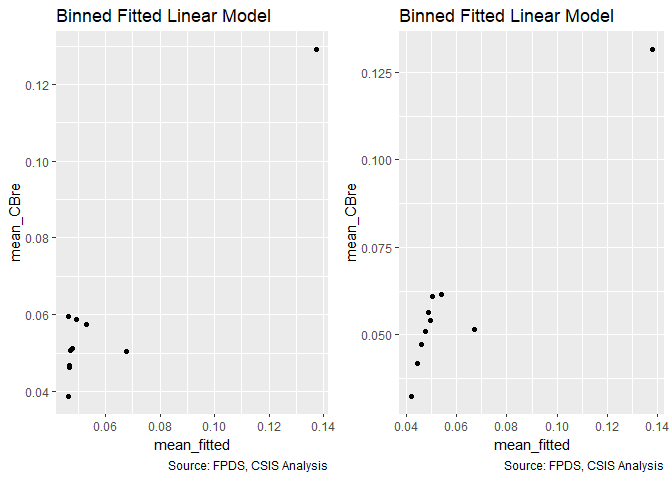 Binned Fitted Linear Model
mean_CBre
0.12
0.10
0.08
0.06
0.04
0.06
0.08
0.10
0.12
0.14
mean_fitted
Source: FPDS, CSIS Analysis
Binned Fitted Linear Model
mean_CBre
0.125
0.100
0.075
0.050
0.04
0.06
0.08
0.10
0.12
0.14
mean_fitted
Source: FPDS, CSIS Analysis